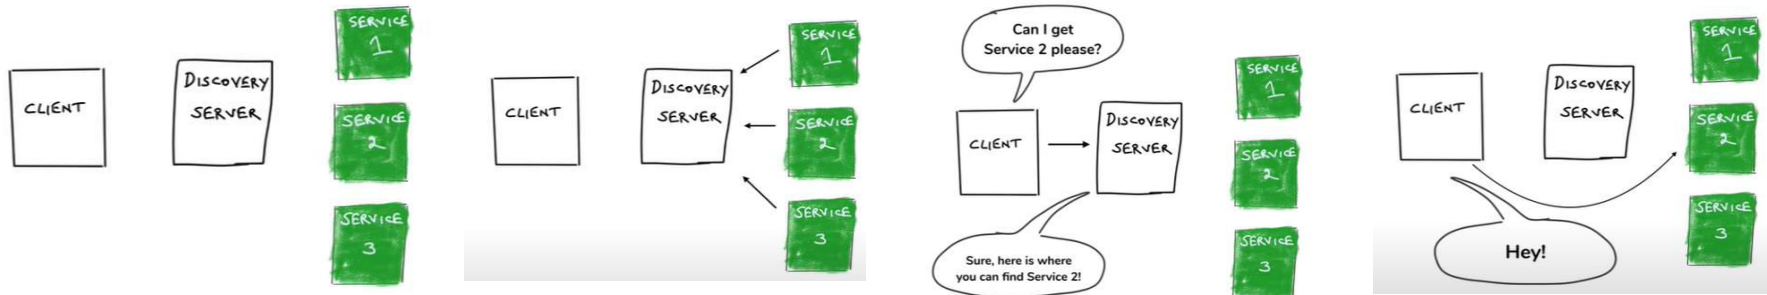 CLIENT
DISCOVERY
SERVER
SERVICE
1
SERVICE
2
SERVICE
3
CLIENT
DISCOVERY
SERVER
SERVICE
1
SERVICE
2
SERVICE
3
Can I get
Service 2 please?
CLIENT
DISCOVERY
SERVER
Sure, here is where
you can find Service 2!
SERVICE
1
SERVICE
2
SERVICE
3
CLIENT
DISCOVERY
SERVER
Hey!
SERVICE
1
SERVICE
2
SERVICE
3